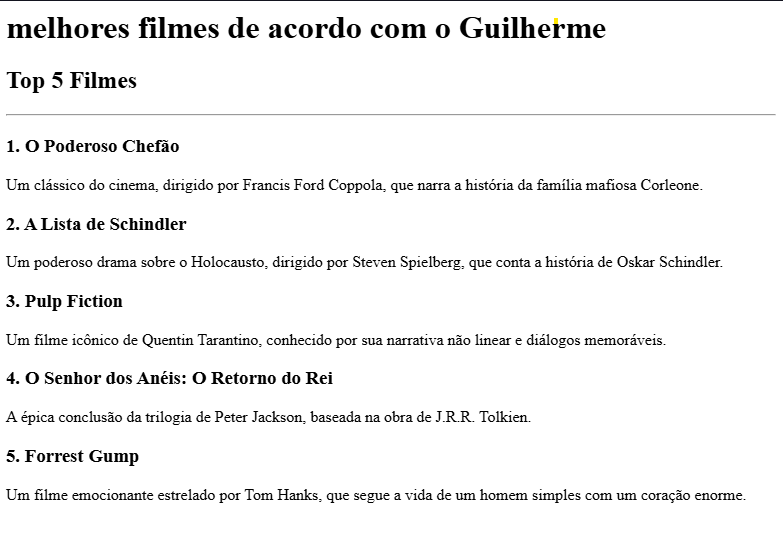 melhores filmes de acordo com o Guilherme
Top 5 Filmes
1. O Poderoso Chefão
Um clássico do cinema, dirigido por Francis Ford Coppola, que narra a história da família mafiosa Corleone.
2. A Lista de Schindler
Um poderoso drama sobre o Holocausto, dirigido por Steven Spielberg, que conta a história de Oskar Schindler.
3. Pulp Fiction
Um filme icônico de Quentin Tarantino, conhecido por sua narrativa não linear e diálogos memoráveis.
4. O Senhor dos Anéis: O Retorno do Rei
A épica conclusão da trilogia de Peter Jackson, baseada na obra de J.R.R. Tolkien.
5. Forrest Gump
Um filme emocionante estrelado por Tom Hanks, que segue a vida de um homem simples com um coração enorme.